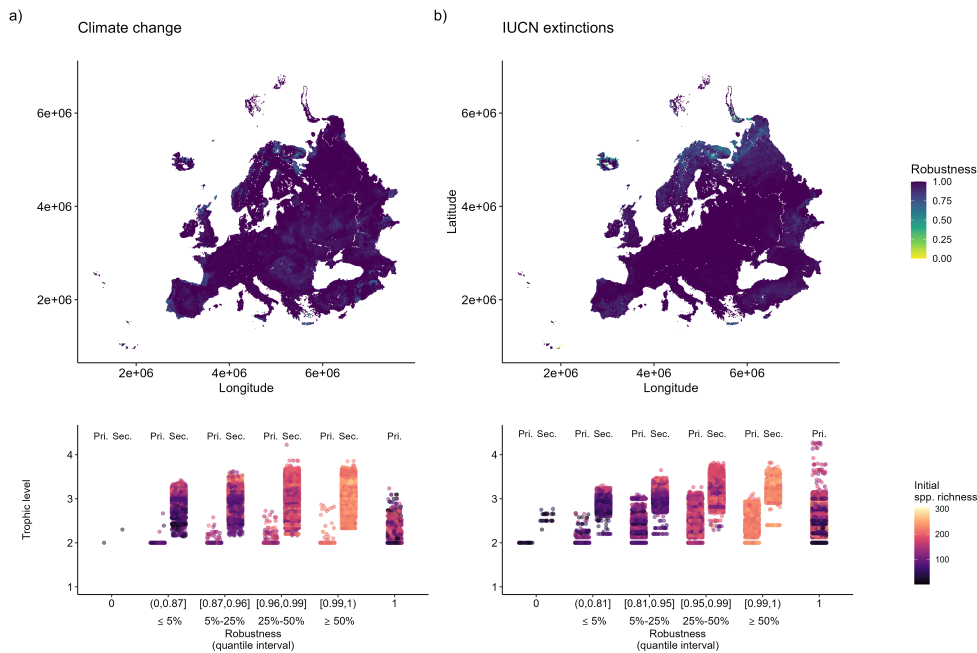 a)
Climate change
6e+06
4e+06
2e+06
2e+06 4e+06 6e+06
Longitude
b)
IUCN extinctions
Latitude
6e+06
4e+06
2e+06
2e+06 4e+06 6e+06
Longitude
Robustness
1.00
0.75
0.50
0.25
0.00
Trophic level
Pri. Sec. Pri. Sec. Pri. Sec. Pri. Sec. Pri. Sec. Pri.
4
3
2
1
0 (0,0.87] [0.87,0.96] [0.96,0.99] [0.99,1) 1
≤ 5% 5%-25% 25%-50% ≥ 50%
Robustness
(quantile interval)
Pri. Sec. Pri. Sec. Pri. Sec. Pri. Sec. Pri. Sec. Pri.
4
3
2
1
0 (0,0.81] [0.81,0.95] [0.95,0.99] [0.99,1) 1
≤ 5% 5%-25% 25%-50% ≥ 50%
Robustness
(quantile interval)
Initial
spp. richness
300
200
100